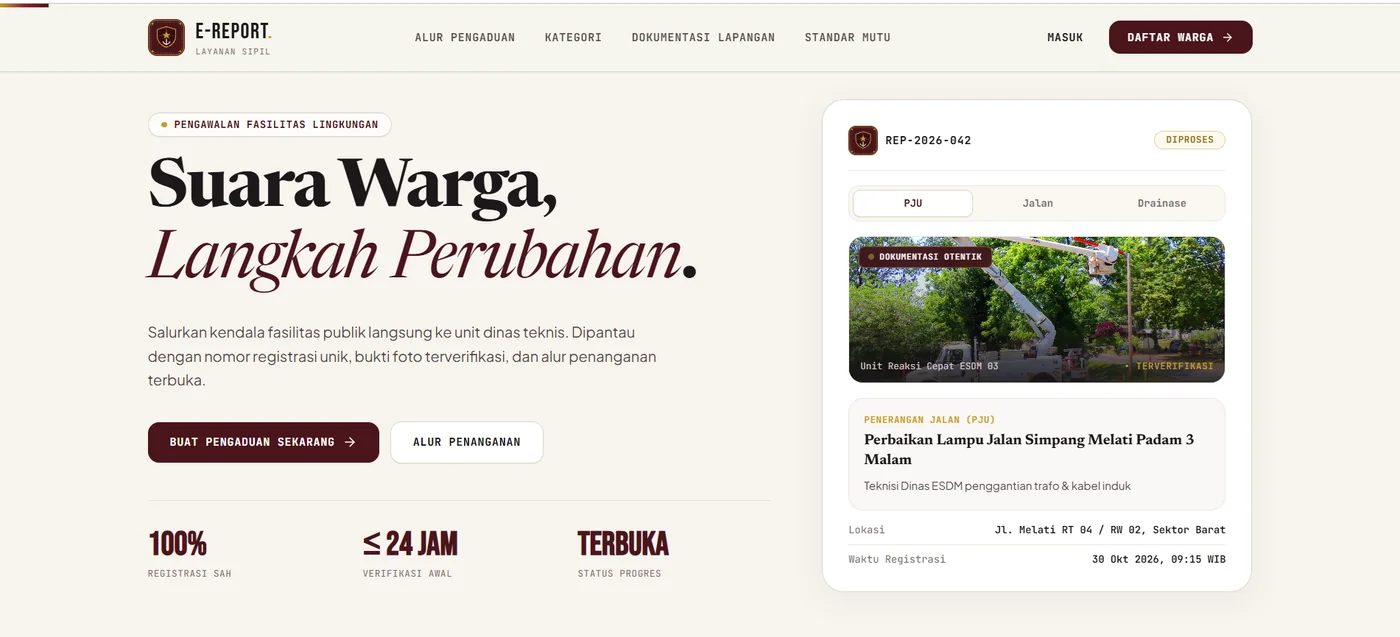 E-REPORT.
LAYANAN SIPIL
ALUR PENGADUAN
KATEGORI
DOKUMENTASI LAPANGAN
STANDAR MUTU
MASUK
DAFTAR WARGA →
PENGAWALAN FASILITAS LINGKUNGAN
Suara Warga,
Langkah Perubahan.
Salurkan kendala fasilitas publik langsung ke unit dinas teknis. Dipantau
dengan nomor registrasi unik, bukti foto terverifikasi, dan alur penanganan
terbuka.
BUAT PENGADUAN SEKARANG →
ALUR PENANGANAN
100%
REGISTRASI SAH
≤ 24 JAM
VERIFIKASI AWAL
TERBUKA
STATUS PROGRES
REP-2026-042
DIPROSES
PJU
Jalan
Drainase
DOKUMENTASI OTENTIK
Unit Reaksi Cepat ESDM 03
• TERVERIFIKASI
PENERANGAN JALAN (PJU)
Perbaikan Lampu Jalan Simpang Melati Padam 3
Malam
Teknisi Dinas ESDM penggantian trafo & kabel induk
Lokasi
Jl. Melati RT 04 / RW 02, Sektor Barat
Waktu Registrasi
30 Okt 2026, 09:15 WIB